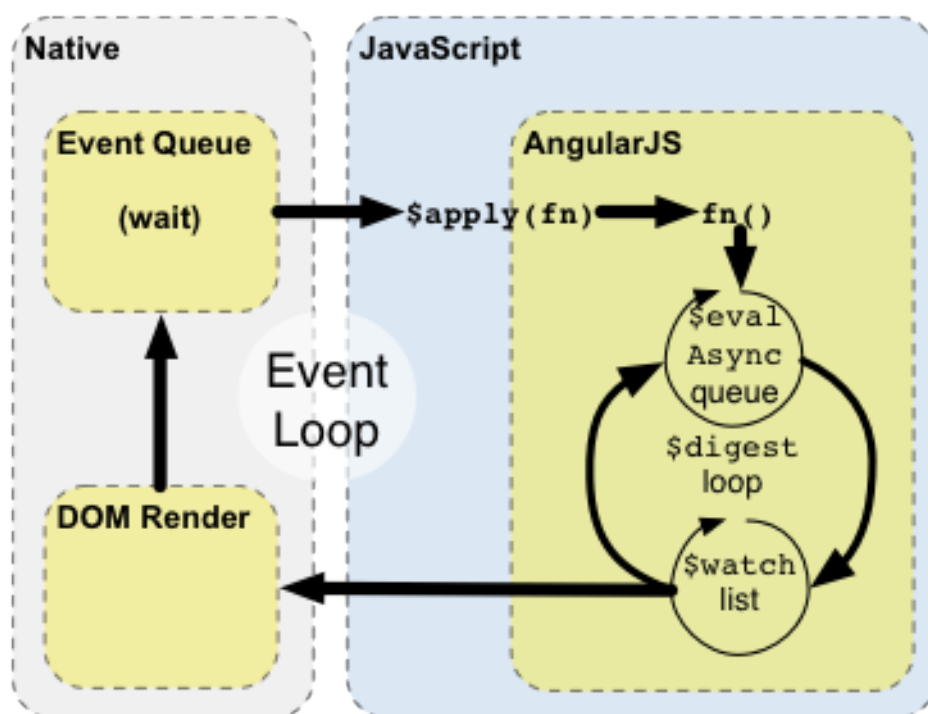 Native
JavaScript
Event Queue
(wait)
AngularJS
$apply(fn)
fn()
$eval
Async
queue
Event
Loop
$digest
loop
DOM Render
$watch
list